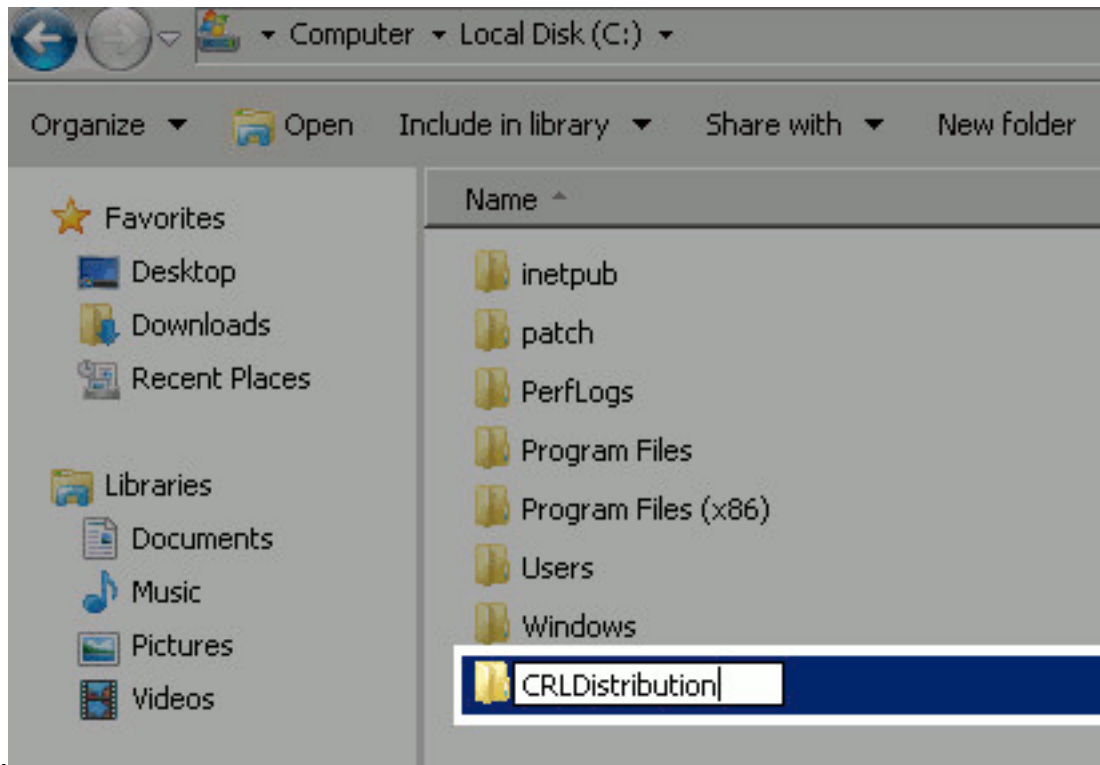 Computer Local Disk (C:)
Organize Open Include in library Share with New folder
Name
Favorites
Desktop
Downloads
Recent Places
Libraries
Documents
Music
Pictures
Videos
inetpub
patch
PerfLogs
Program Files
Program Files (x86)
Users
Windows
CRLDistribution